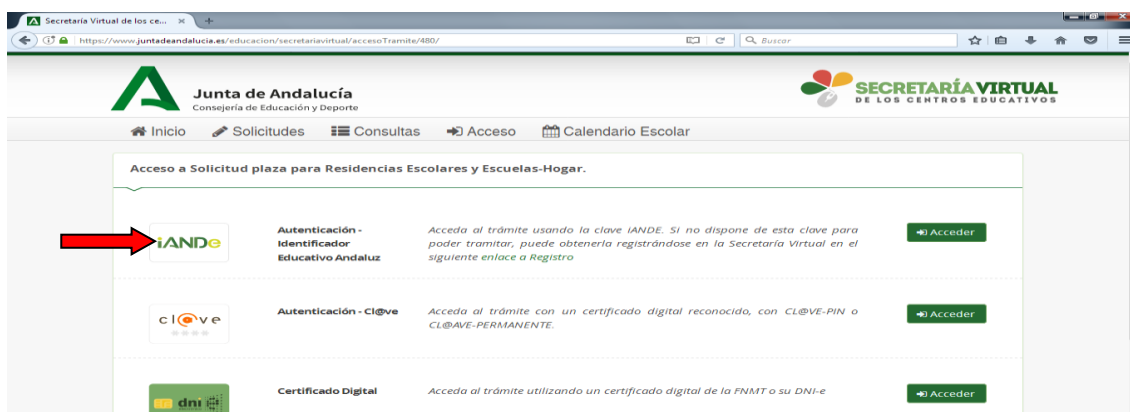 Secretaría Virtual de los ce... × +
https://www.juntadeandalucia.es/educacion/secretariavirtual/accesoTramite/480/
Buscar
Junta de Andalucía
Consejería de Educación y Deporte
SECRETARÍA VIRTUAL
DE LOS CENTROS EDUCATIVOS
Inicio Solicitudes Consultas Acceso Calendario Escolar
Acceso a Solicitud plaza para Residencias Escolares y Escuelas-Hogar.
iANDe
Autenticación -
Identificador
Educativo Andaluz
Acceda al trámite usando la clave iANDE. Si no dispone de esta clave para
poder tramitar, puede obtenerla registrándose en la Secretaría Virtual en el
siguiente enlace a Registro
Acceder
cl@ve
Autenticación - Cl@ve
Acceda al trámite con un certificado digital reconocido, con CL@VE-PIN o
CL@AVE-PERMANENTE.
Acceder
dni
Certificado Digital
Acceda al trámite utilizando un certificado digital de la FNMT o su DNI-e
Acceder